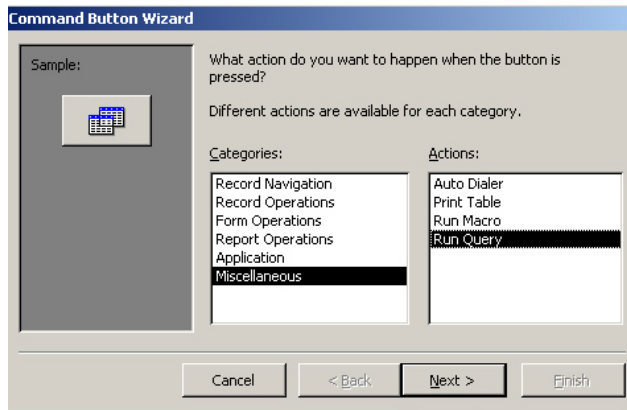 Command Button Wizard
Sample:
What action do you want to happen when the button is
pressed?
Different actions are available for each category.
Categories:
Actions:
Record Navigation
Record Operations
Form Operations
Report Operations
Application
Miscellaneous
Auto Dialer
Print Table
Run Macro
Run Query
Cancel
< Back
Next >
Finish